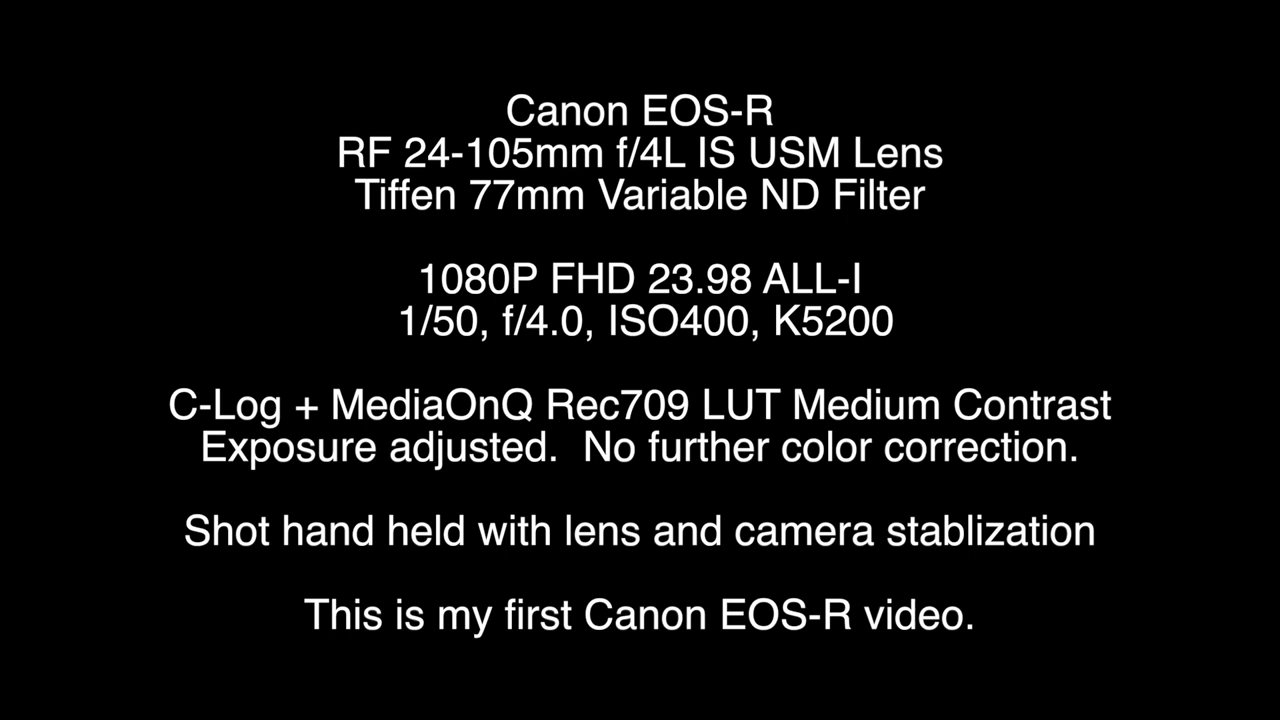 Canon EOS-R
RF 24-105mm f/4L IS USM Lens
Tiffen 77mm Variable ND Filter
1080P FHD 23.98 ALL-I
1/50, f/4.0, ISO400, K5200
C-Log + MediaOnQ Rec709 LUT Medium Contrast
Exposure adjusted.  No further color correction.
Shot hand held with lens and camera stablization
This is my first Canon EOS-R video.